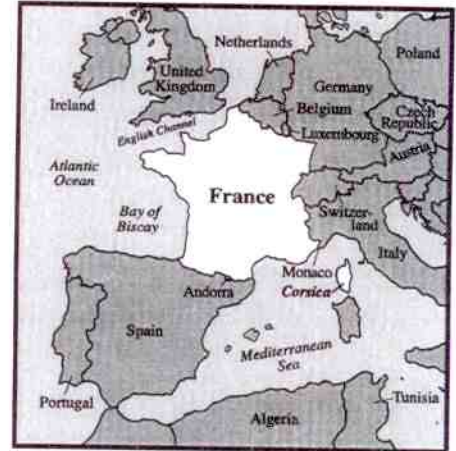 Netherlands
Poland
United
Kingdom
Germany
Ireland
Belgium
Czech
Republic
English Channel
Luxembourg
Austria
Atlantic
Ocean
France
Bay of
Biscay
Switzer-
land
Italy
Monaco
Corsica
Andorra
Spain
Mediterranean
Sea
Portugal
Algeria
Tunisia